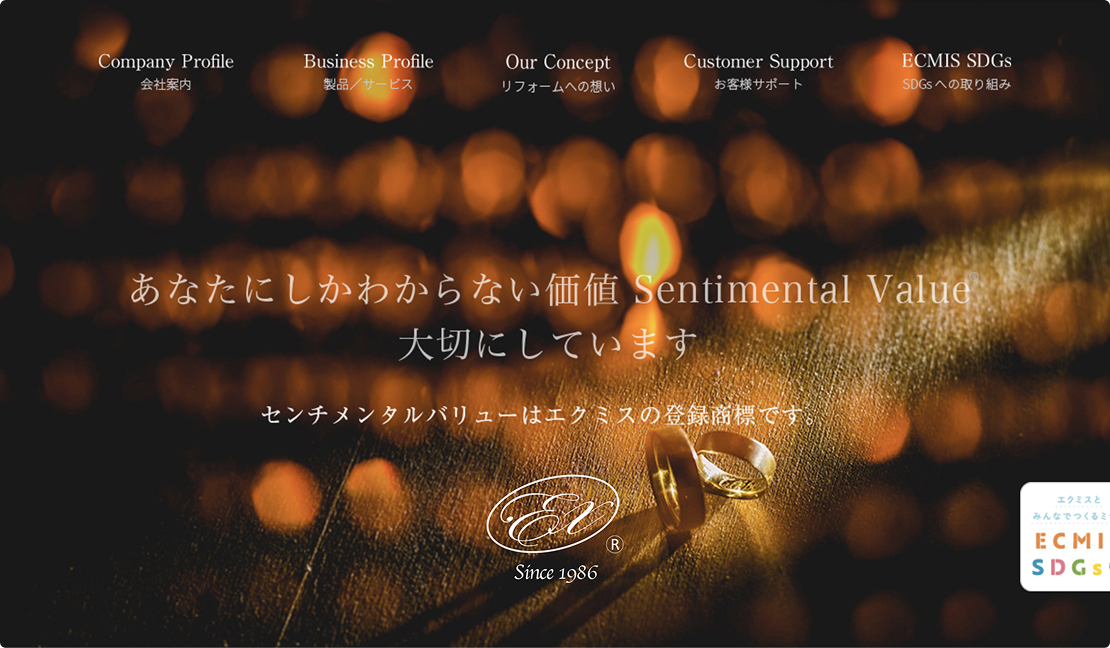 Company Profile
会社案内
Business Profile
製品／サービス
Our Concept
リフォームへの想い
Customer Support
お客様サポート
ECMIS SDGs
SDGsへの取り組み
あなたにしかわからない価値 Sentimental Value®
大切にしています
センチメンタルバリューはエクミスの登録商標です。
®
Since 1986
エクミスと
みんなでつくるミ
ECMI
SDGs